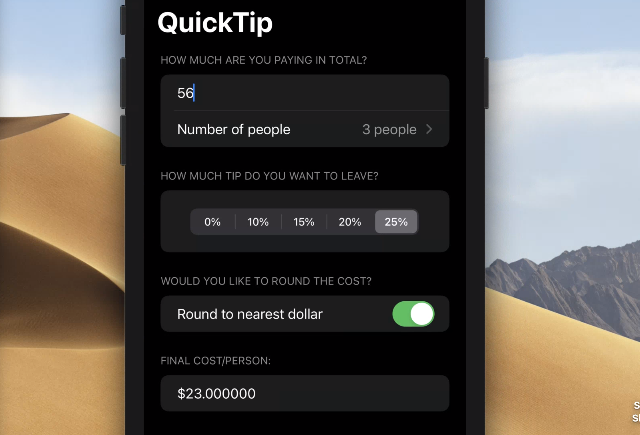 QuickTip
HOW MUCH ARE YOU PAYING IN TOTAL?
56
Number of people 3 people
HOW MUCH TIP DO YOU WANT TO LEAVE?
0% 10% 15% 20% 25%
WOULD YOU LIKE TO ROUND THE COST?
Round to nearest dollar
FINAL COST/PERSON:
$23.000000